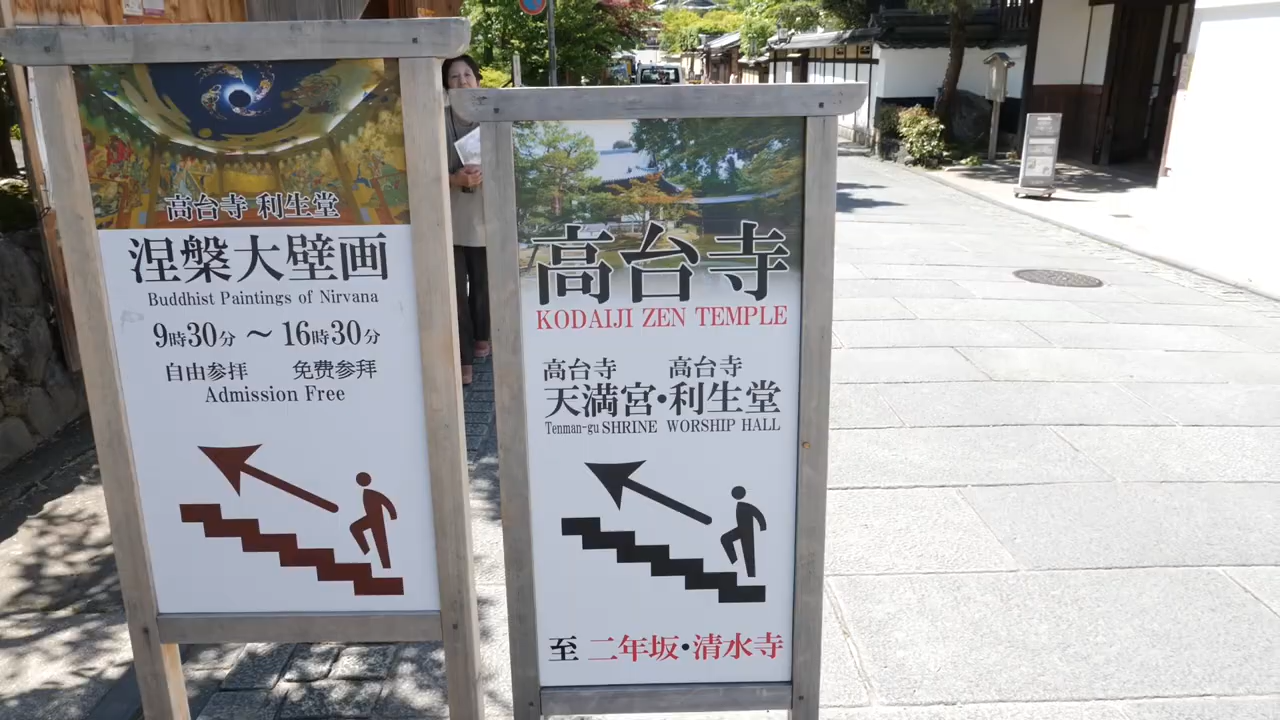 高台寺 利生堂
涅槃大壁画
Buddhist Paintings of Nirvana
9時30分 ～ 16時30分
自由参拝 免费参拜
Admission Free
高台寺
KODAIJI ZEN TEMPLE
高台寺 高台寺
天満宮・利生堂
Tenman-gu SHRINE WORSHIP HALL
至 二年坂・清水寺